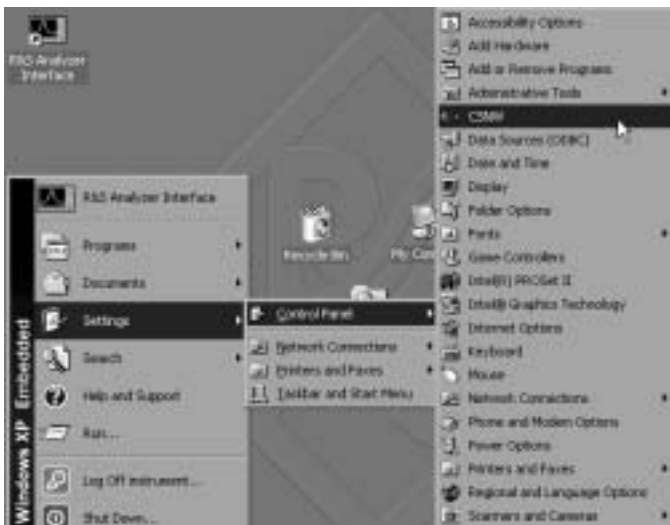 R&S Analyzer
Interface
Recycle Bin
My Com
R&S Analyzer Interface
Programs
Documents
Settings
Search
Help and Support
Run...
Log Off instrument...
Shut Down...
Windows XP Embedded
Control Panel
Network Connections
Printers and Faxes
Taskbar and Start Menu
Accessibility Options
Add Hardware
Add or Remove Programs
Administrative Tools
CSNW
Data Sources (ODBC)
Date and Time
Display
Folder Options
Fonts
Game Controllers
Intel(R) PROSet II
Intel® Graphics Technology
Internet Options
Keyboard
Mouse
Network Connections
Phone and Modem Options
Power Options
Printers and Faxes
Regional and Language Options
Scanners and Cameras